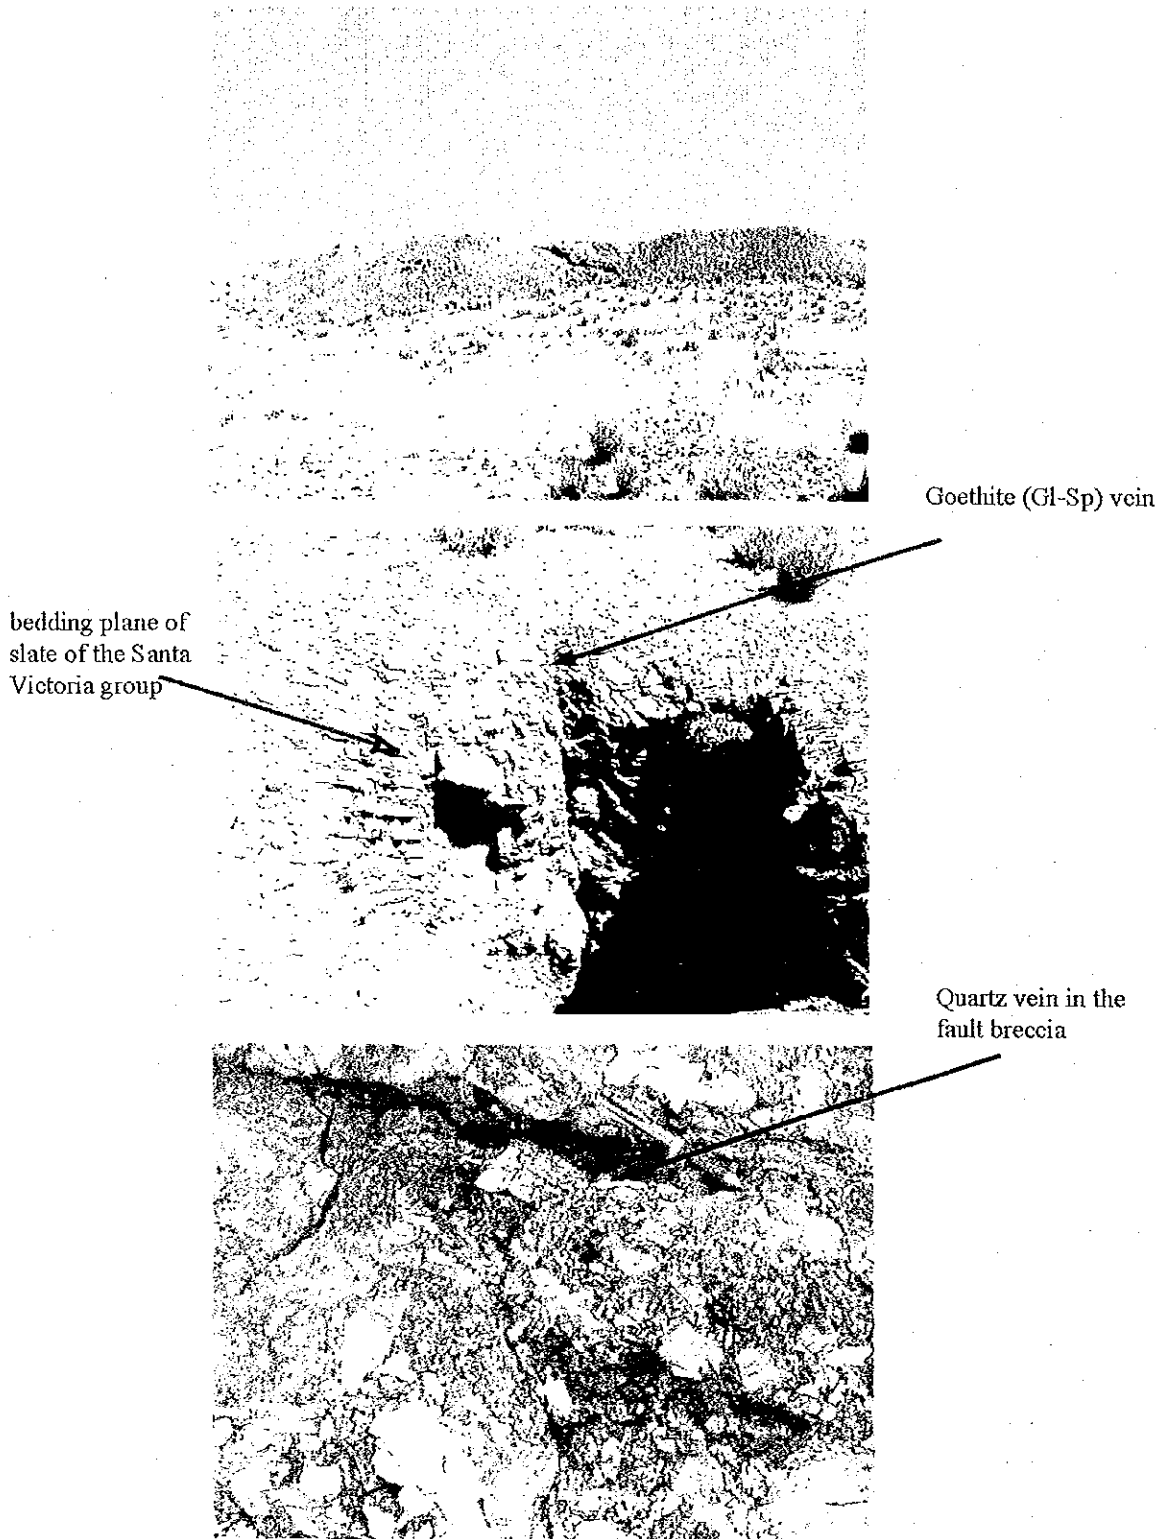 Goethite (Gl-Sp) vein
bedding plane of
slate of the Santa
Victoria group
Quartz vein in the
fault breccia